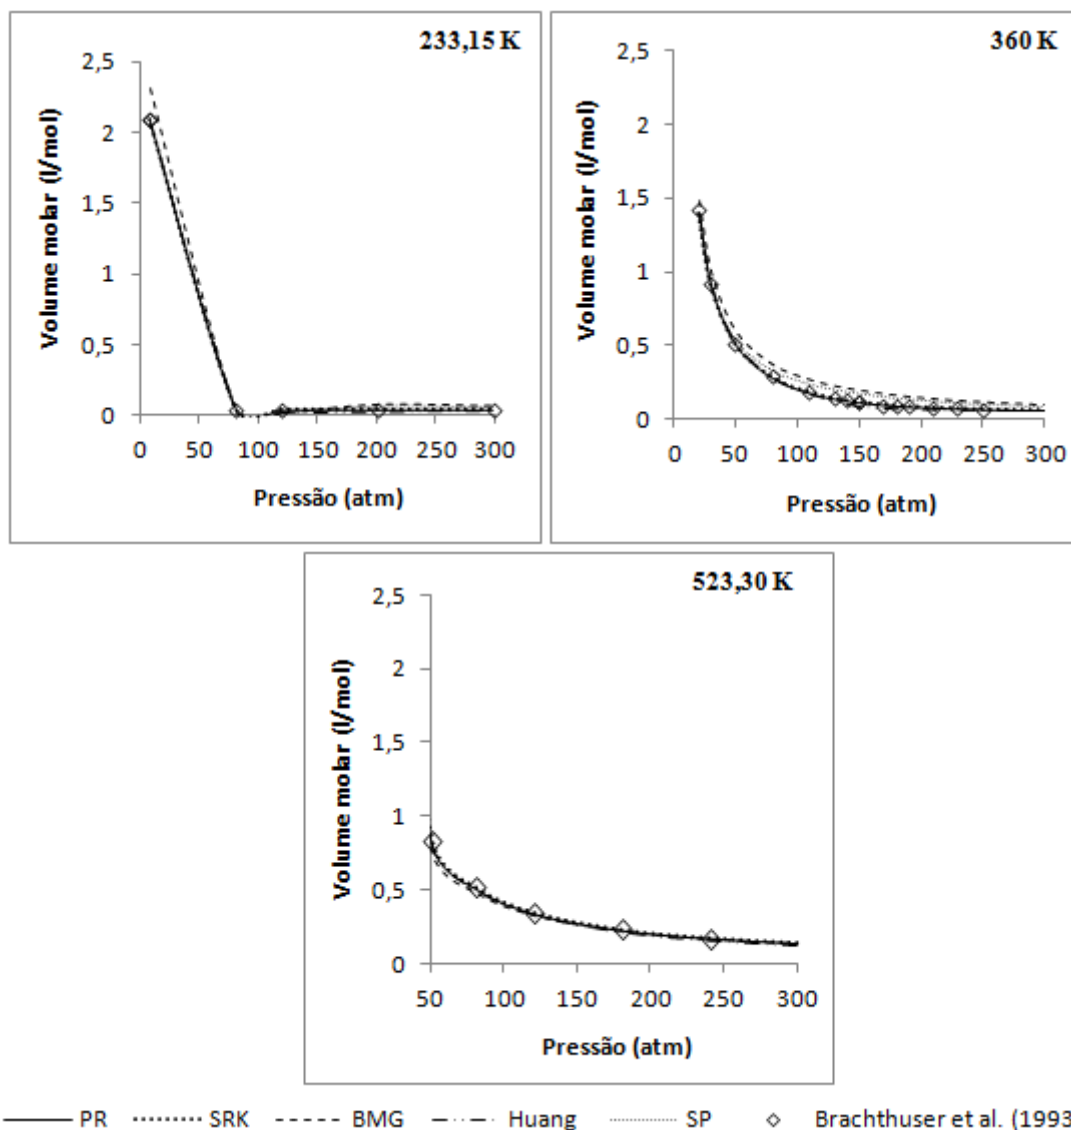 233,15 K
2,5
2
1,5
1
0,5
0
0 50 100 150 200 250 300
Volume molar (l/mol)
Pressão (atm)
360 K
2,5
2
1,5
1
0,5
0
0 50 100 150 200 250 300
Volume molar (l/mol)
Pressão (atm)
523,30 K
2,5
2
1,5
1
0,5
0
50 100 150 200 250 300
Volume molar (l/mol)
Pressão (atm)
PR SRK BMG Huang SP Brachthuser et al. (1993